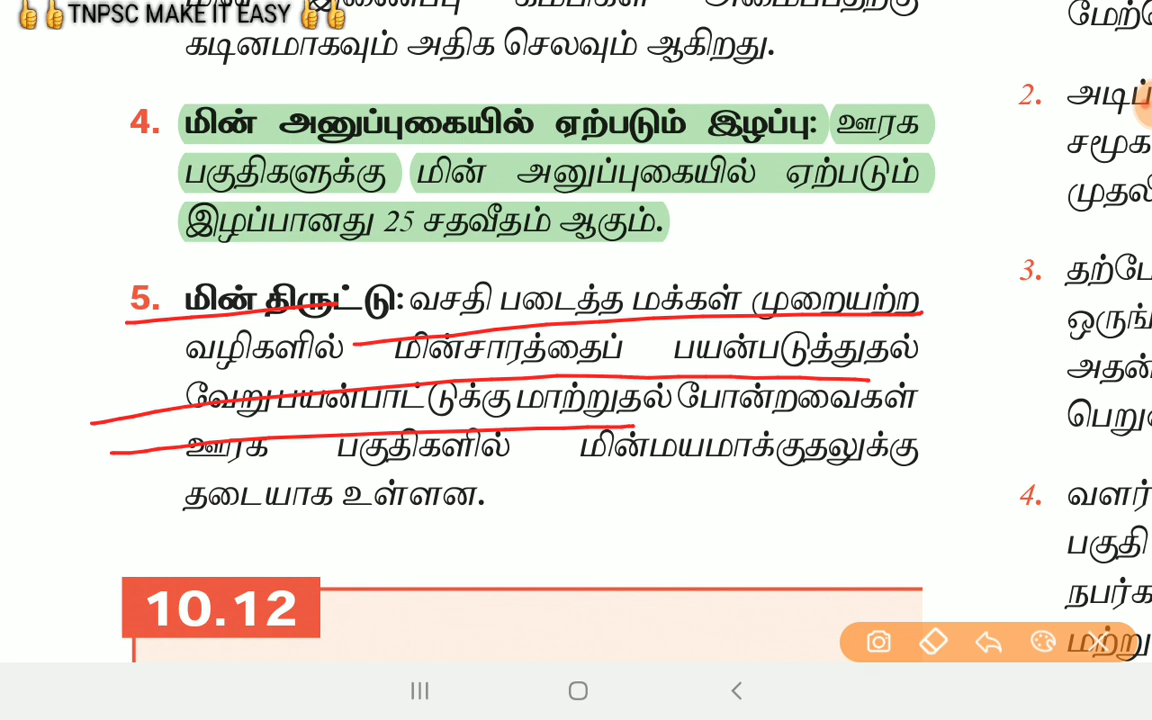 TNPSC MAKE IT EASY
கடினமாகவும் அதிக செலவும் ஆகிறது.
4. மின் அனுப்புகையில் ஏற்படும் இழப்பு: ஊரக
பகுதிகளுக்கு மின் அனுப்புகையில் ஏற்படும்
இழப்பானது 25 சதவீதம் ஆகும்.
5. மின் திருட்டு: வசதி படைத்த மக்கள் முறையற்ற
வழிகளில் மின்சாரத்தைப் பயன்படுத்துதல்
வேறு பயன்பாட்டுக்கு மாற்றுதல் போன்றவைகள்
ஊரக பகுதிகளில் மின்மயமாக்குதலுக்கு
தடையாக உள்ளன.
10.12
2.
3.
4.